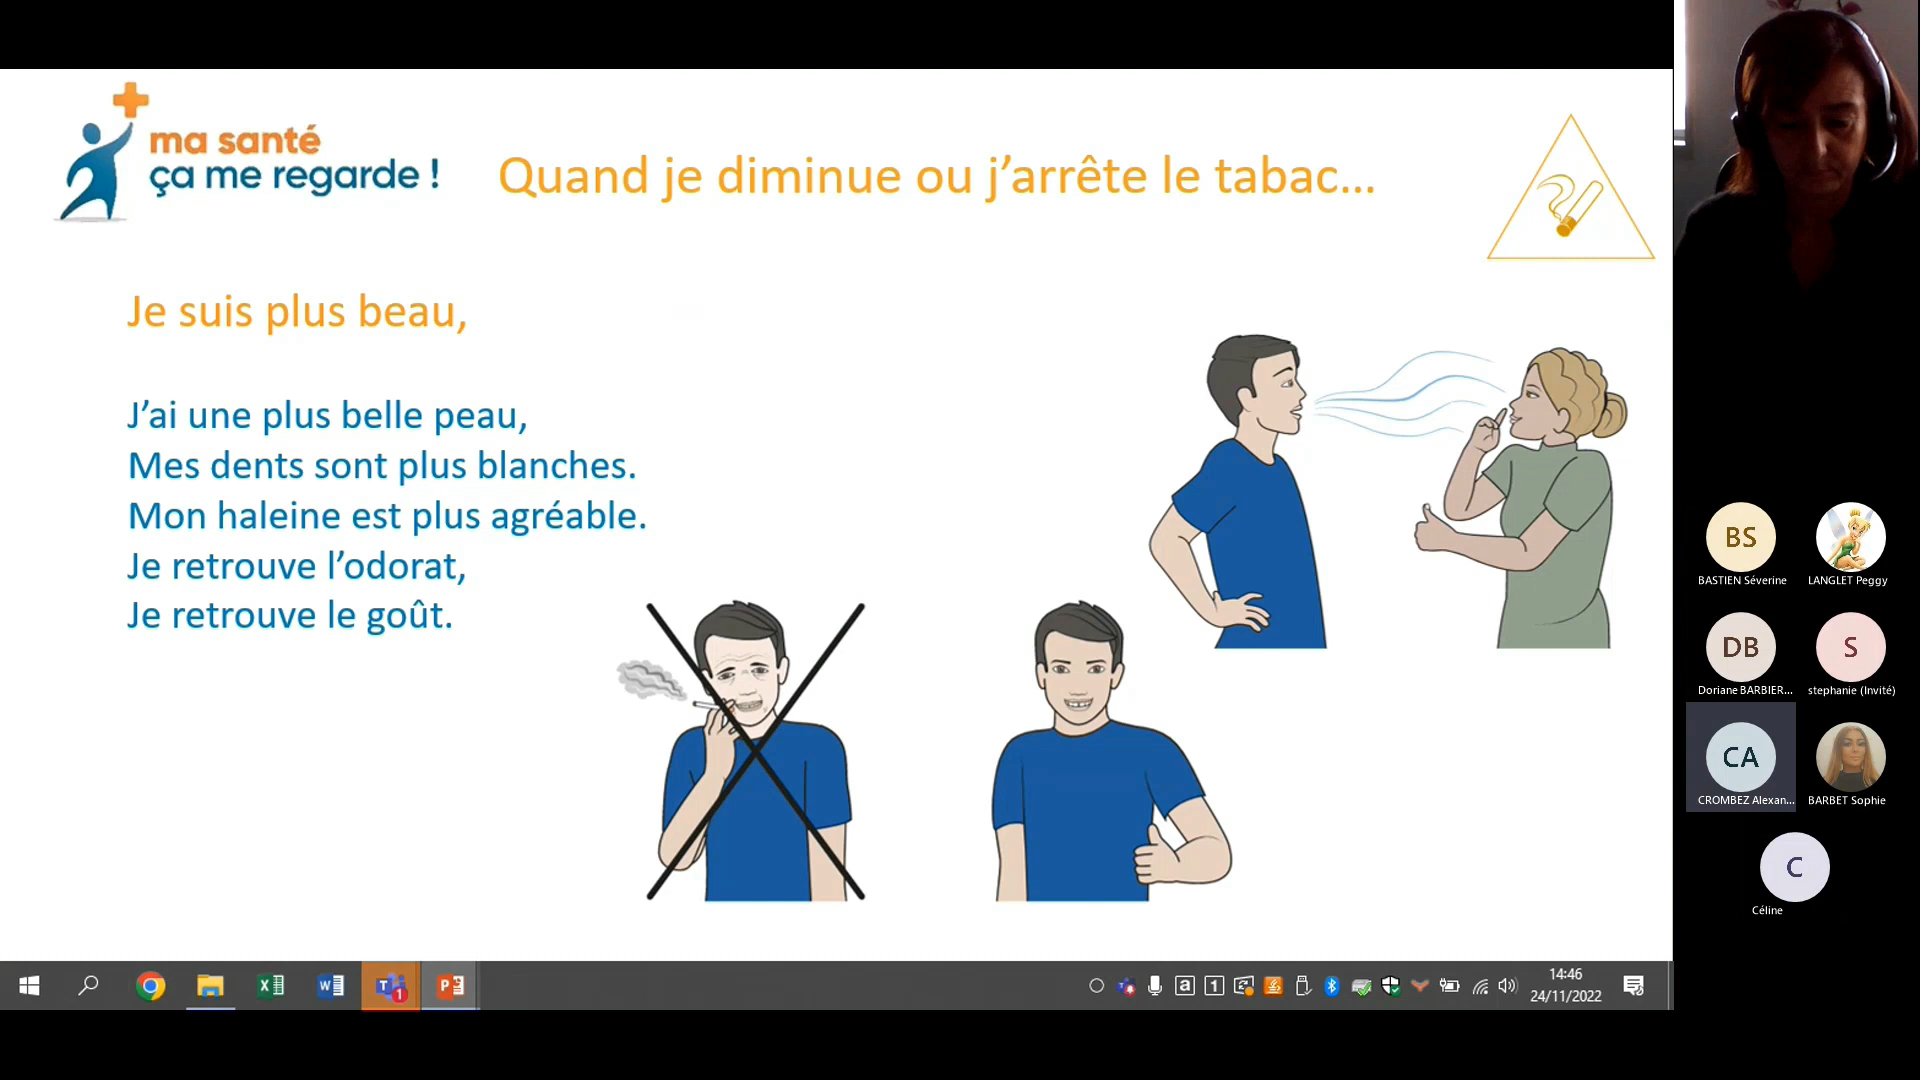 ma santé
ça me regarde !
Quand je diminue ou j’arrête le tabac...
Je suis plus beau,
J’ai une plus belle peau,
Mes dents sont plus blanches.
Mon haleine est plus agréable.
Je retrouve l’odorat,
Je retrouve le goût.
BS
BASTIEN Séverine
LANGLET Peggy
DB
Doriane BARBIER...
S
stephanie (Invité)
CA
CROMBEZ Alexan...
BARBET Sophie
C
Céline
14:46
24/11/2022